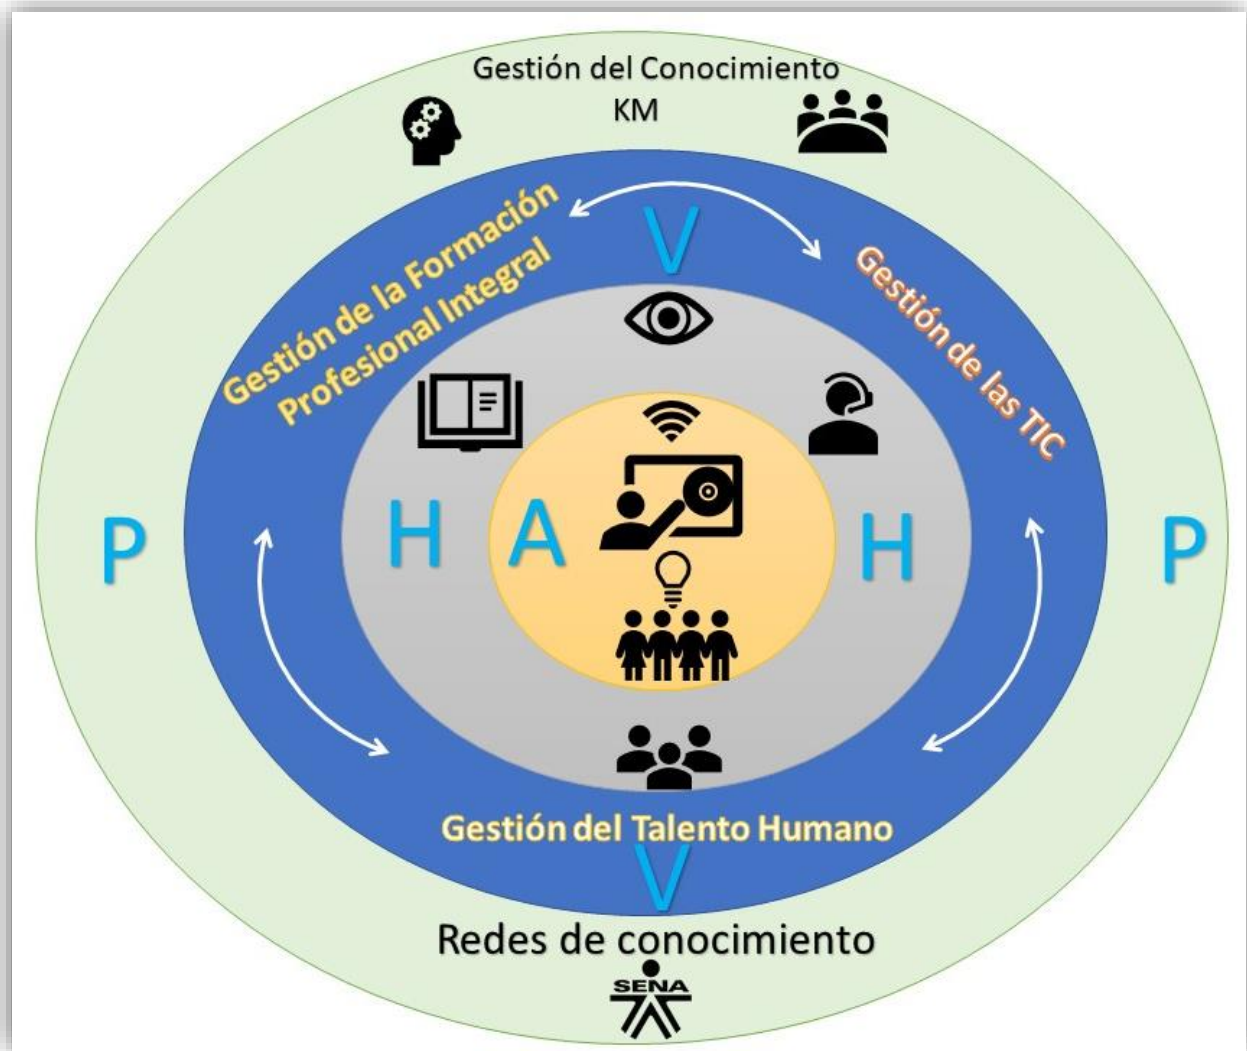 Gestión del Conocimiento
KM
Gestión de la Formación
Profesional Integral
V
Gestión de las TIC
P
H
A
H
P
Gestión del Talento Humano
V
Redes de conocimiento
SENA